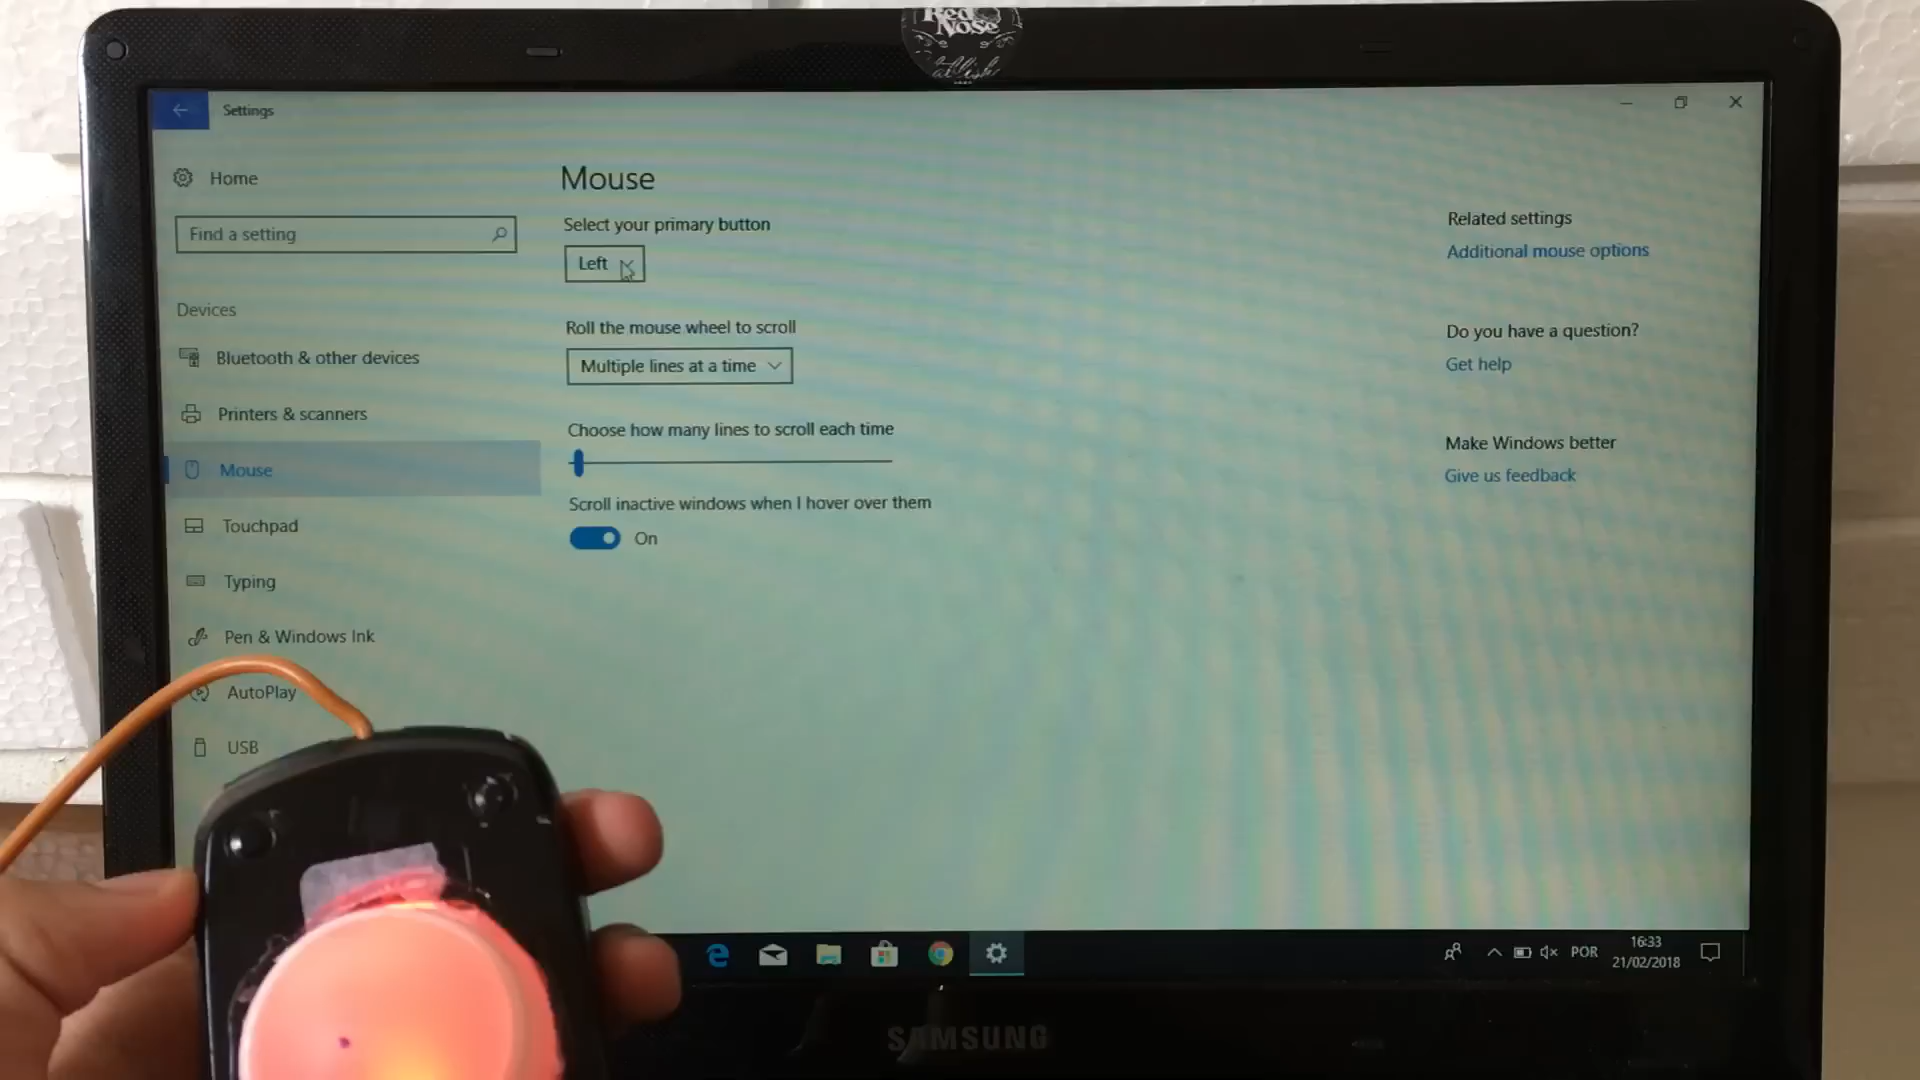 Red
Nose
Settings
Home
Find a setting
Devices
Bluetooth & other devices
Printers & scanners
Mouse
Touchpad
Typing
Pen & Windows Ink
AutoPlay
USB
Mouse
Select your primary button
Left
Roll the mouse wheel to scroll
Multiple lines at a time
Choose how many lines to scroll each time
Scroll inactive windows when I hover over them
On
Related settings
Additional mouse options
Do you have a question?
Get help
Make Windows better
Give us feedback
POR
16:33
21/02/2018
SAMSUNG